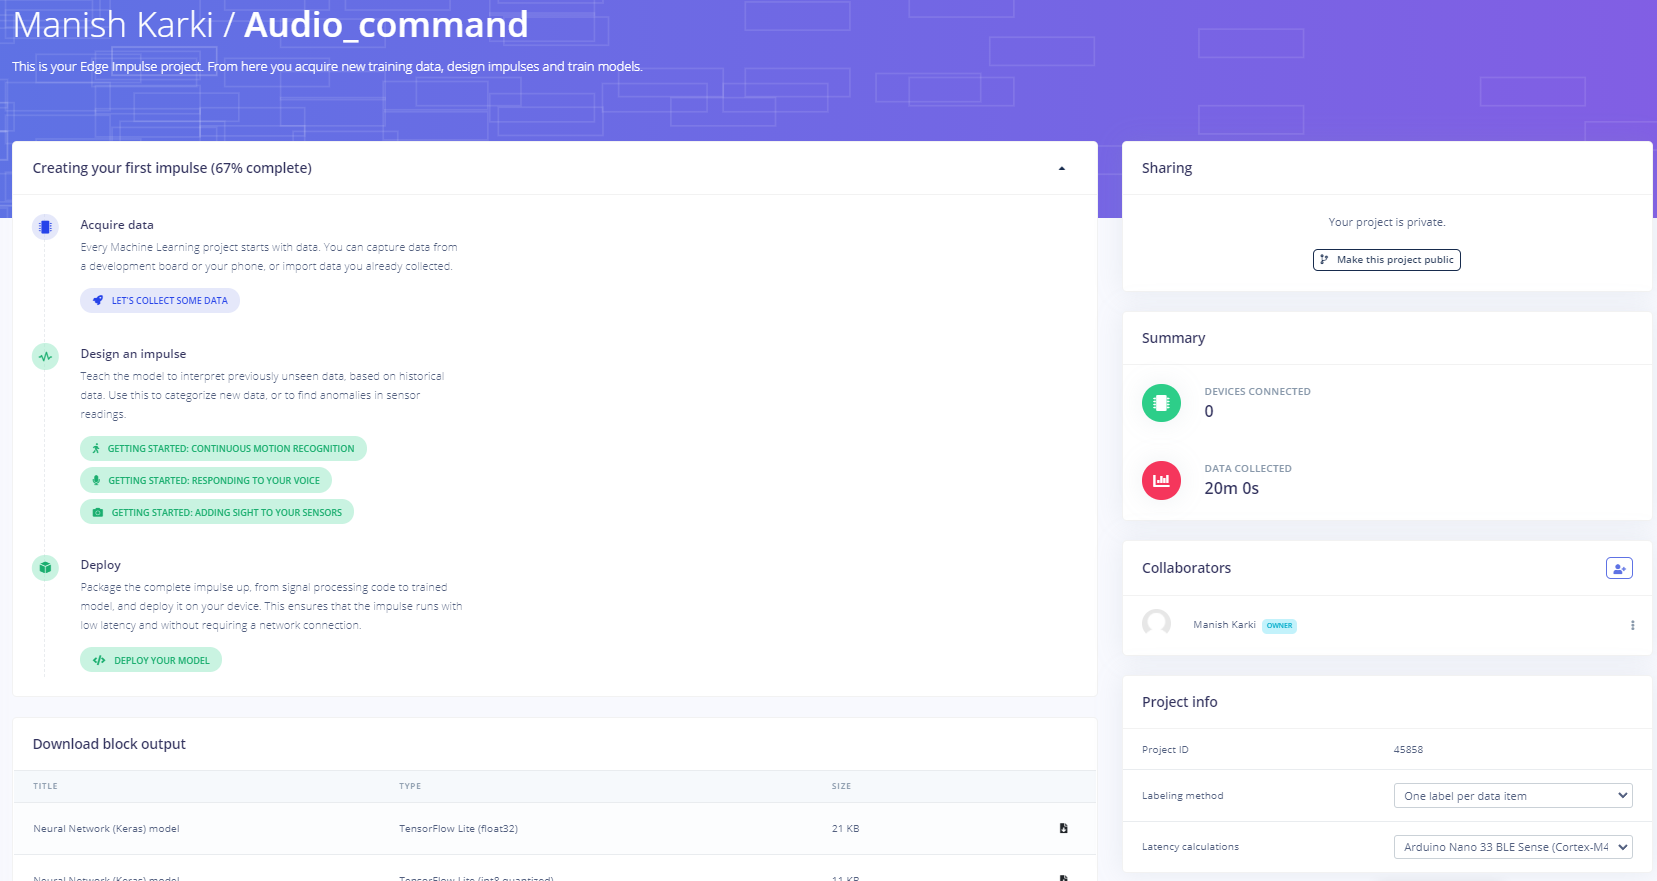 Manish Karki / Audio_command
This is your Edge Impulse project. From here you acquire new training data, design impulses and train models.
Creating your first impulse (67% complete)
Acquire data
Every Machine Learning project starts with data. You can capture data from
a development board or your phone, or import data you already collected.
LET'S COLLECT SOME DATA
Design an impulse
Teach the model to interpret previously unseen data, based on historical
data. Use this to categorize new data, or to find anomalies in sensor
readings.
GETTING STARTED: CONTINUOUS MOTION RECOGNITION
GETTING STARTED: RESPONDING TO YOUR VOICE
GETTING STARTED: ADDING SIGHT TO YOUR SENSORS
Deploy
Package the complete impulse up, from signal processing code to trained
model, and deploy it on your device. This ensures that the impulse runs with
low latency and without requiring a network connection.
DEPLOY YOUR MODEL
Download block output
TITLE TYPE SIZE
Neural Network (Keras) model TensorFlow Lite (float32) 21 KB
Neural Network (Keras) model TensorFlow Lite (int8 quantized) 11 KB
Sharing
Your project is private.
Make this project public
Summary
DEVICES CONNECTED
0
DATA COLLECTED
20m 0s
Collaborators
Manish Karki OWNER
Project info
Project ID 45858
Labeling method One label per data item
Latency calculations Arduino Nano 33 BLE Sense (Cortex-M4